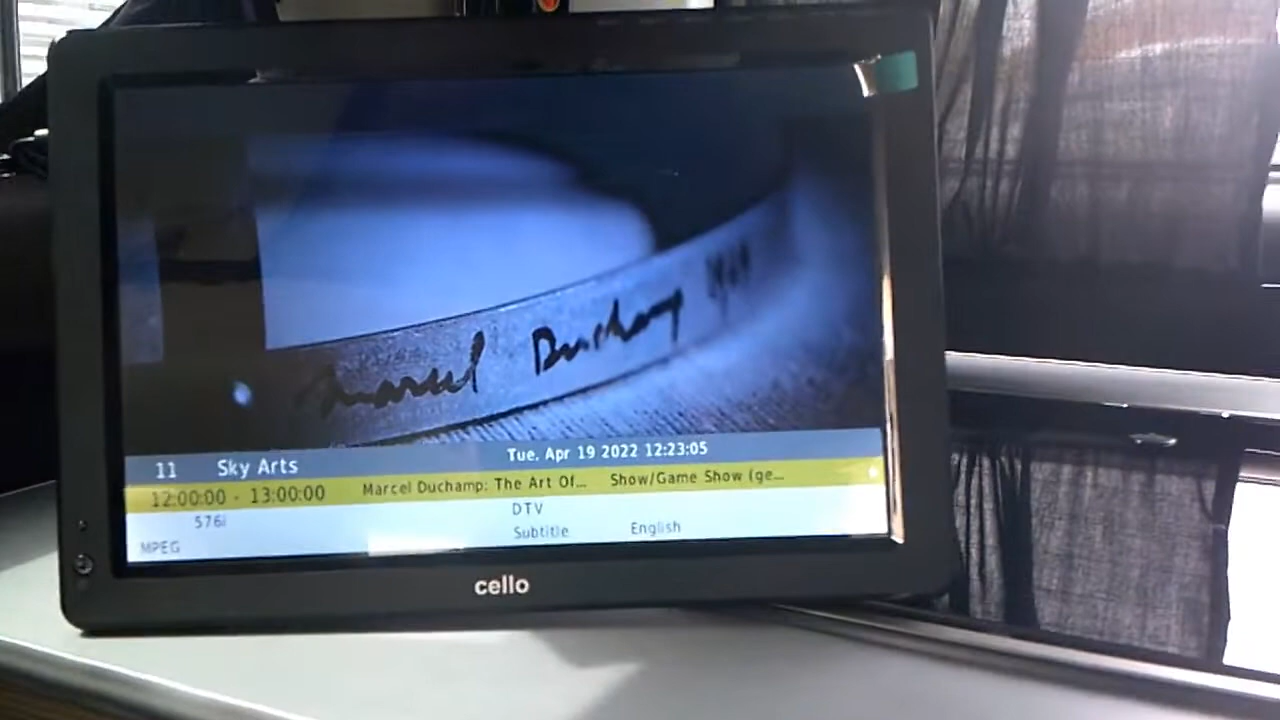 Marcel Duchamp
11 Sky Arts Tue. Apr 19 2022 12:23:05
12:00:00 - 13:00:00 Marcel Duchamp: The Art Of... Show/Game Show (ge...
576i DTV
Subtitle English
MPEG
cello